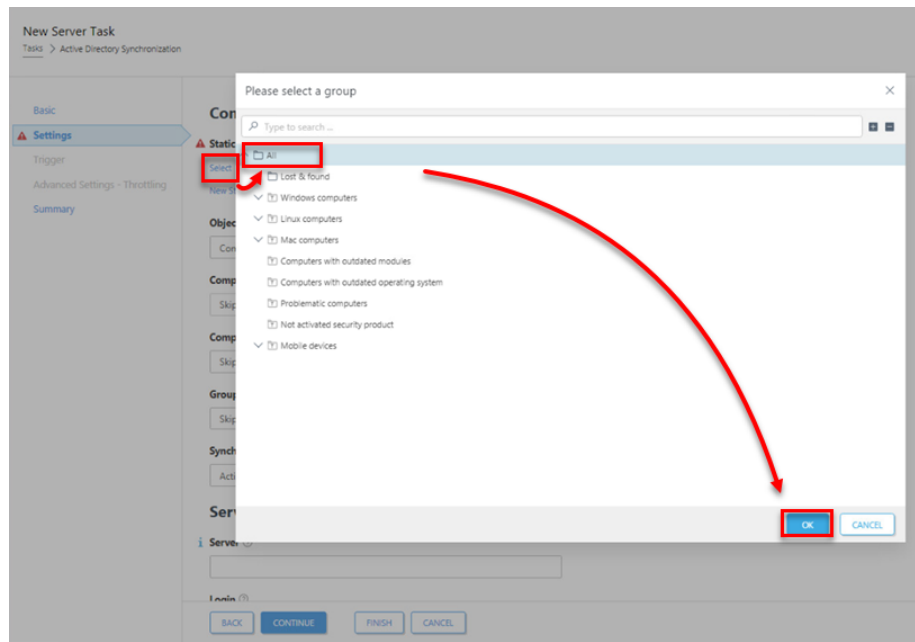 New Server Task
Tasks > Active Directory Synchronization
Please select a group
Basic
Con
Type to search ...
Settings
Static
All
Select
Trigger
Lost & found
Advanced Settings - Throttling
New S
Windows computers
Summary
Linux computers
Objec
Mac computers
Con
Computers with outdated modules
Comp
Computers with outdated operating system
Skip
Problematic computers
Not activated security product
Comp
Mobile devices
Skip
Group
Skip
Synch
Acti
Serv
OK
CANCEL
Server
Login
BACK
CONTINUE
FINISH
CANCEL